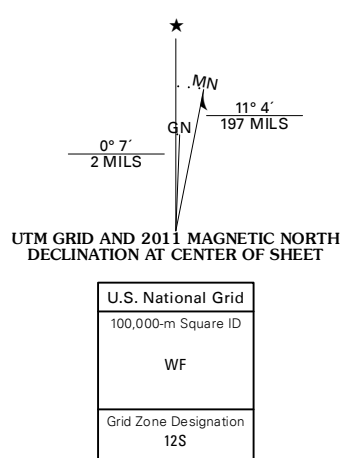 ★
MN
GN
11° 4´
197 MILS
0° 7´
2 MILS
UTM GRID AND 2011 MAGNETIC NORTH
DECLINATION AT CENTER OF SHEET
U.S. National Grid
100,000-m Square ID
WF
Grid Zone Designation
12S